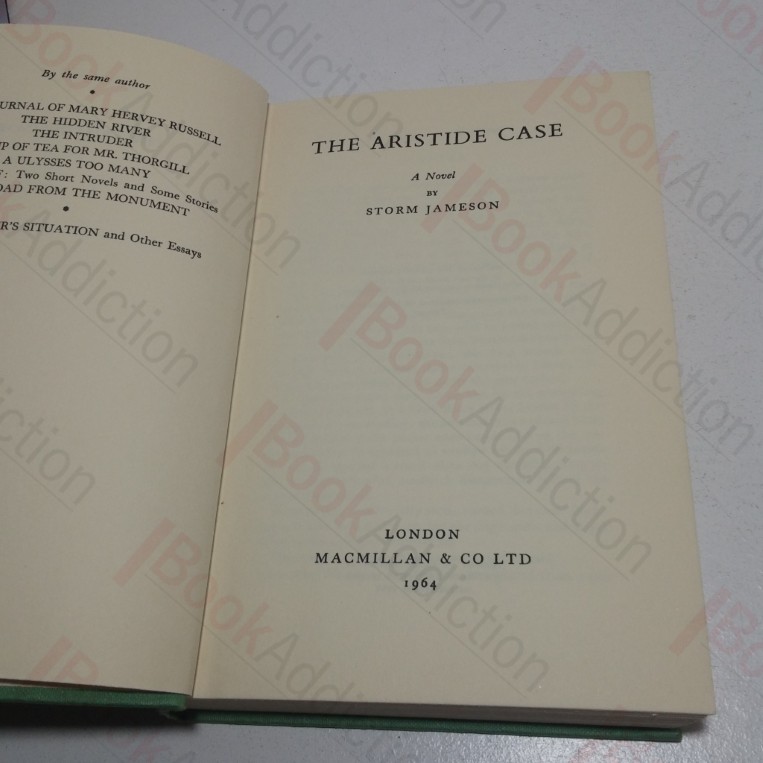 By the same author
URNAL OF MARY HERVEY RUSSELL
THE HIDDEN RIVER
THE INTRUDER
P OF TEA FOR MR. THORGILL
A ULYSSES TOO MANY
: Two Short Novels and Some Stories
OAD FROM THE MONUMENT
R'S SITUATION and Other Essays
THE ARISTIDE CASE
A Novel
BY
STORM JAMESON
LONDON
MACMILLAN & CO LTD
1964
BookAddiction